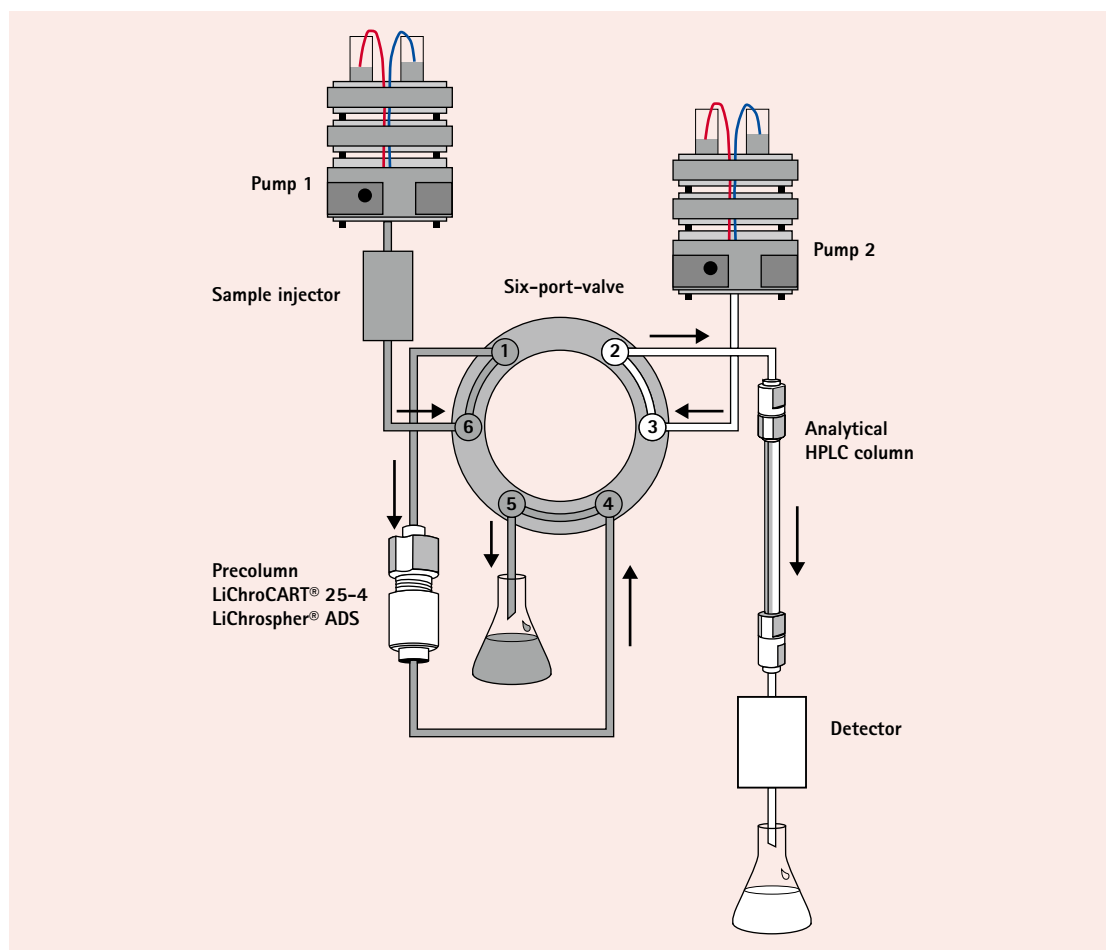 Pump 1
Pump 2
Sample injector
Six-port-valve
1
2
6
3
Analytical
HPLC column
5
4
Precolumn
LiChroCART® 25-4
LiChrospher® ADS
Detector